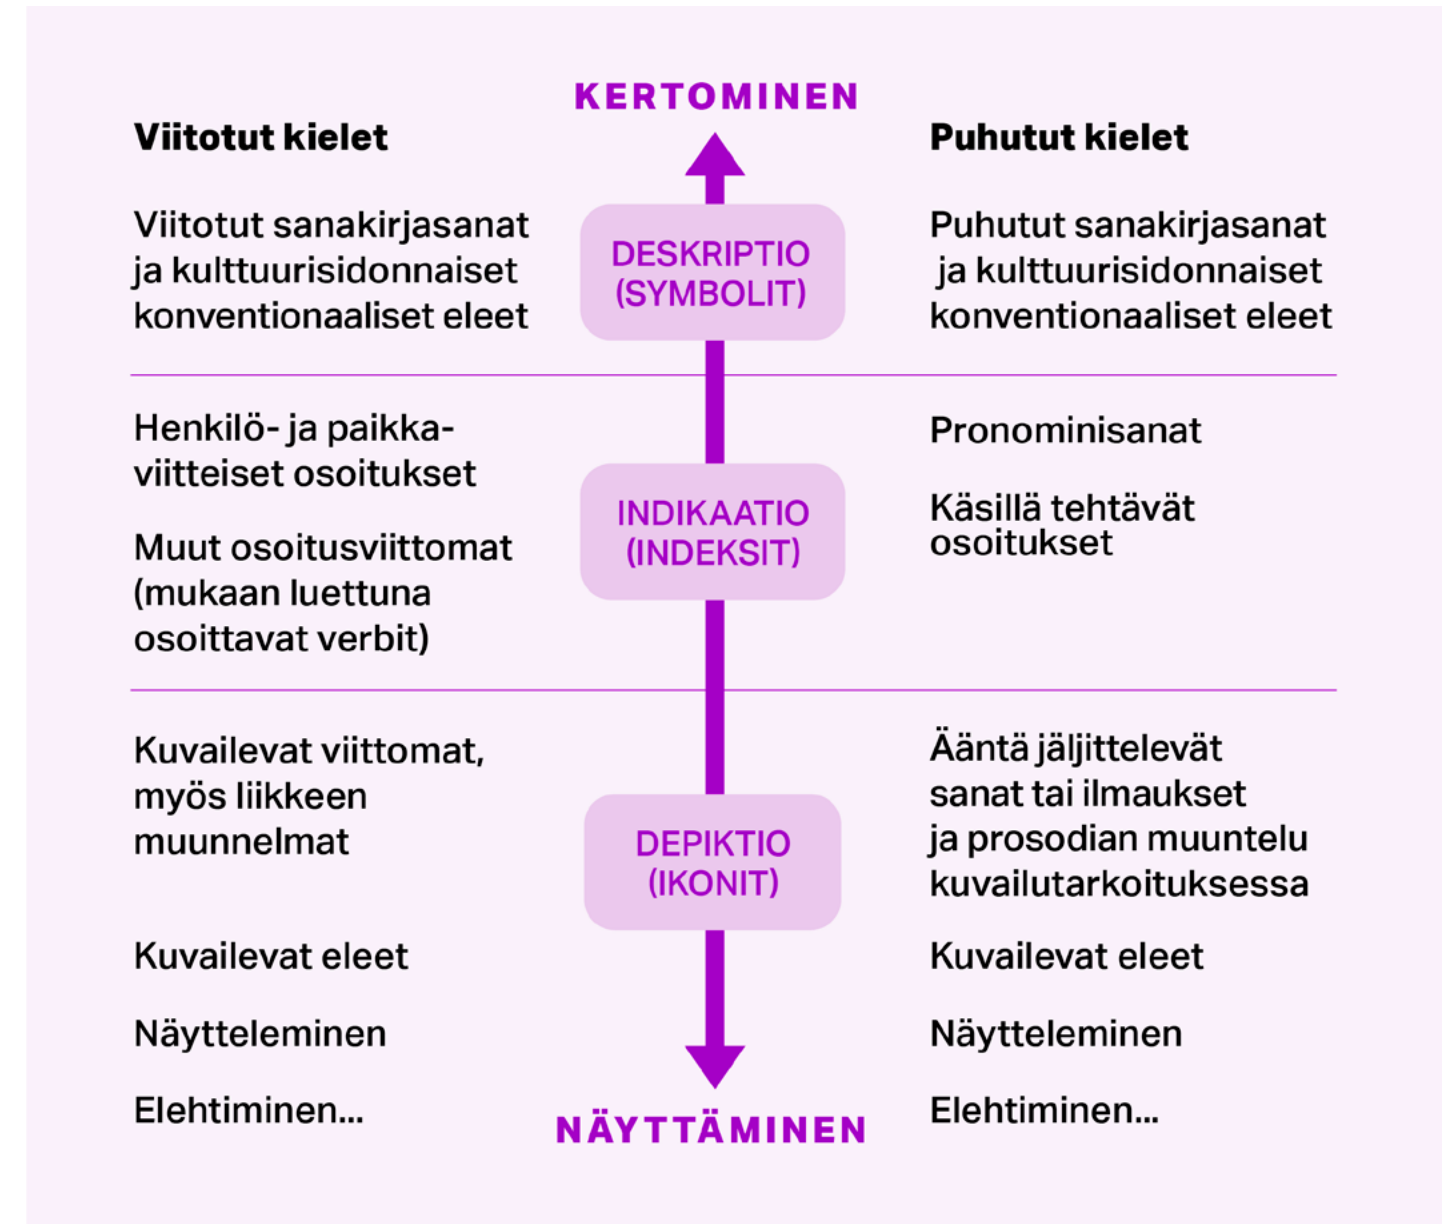 KERTOMINEN
Viitotut kielet
Puhutut kielet
Viitotut sanakirjasanat
ja kulttuurisidonnaiset
konventionaaliset eleet
DESKRIPTIO
(SYMBOLIT)
Puhutut sanakirjasanat
ja kulttuurisidonnaiset
konventionaaliset eleet
Henkilö- ja paikka-
viitteiset osoitukset
Muut osoitusviittomat
(mukaan luettuna
osoittavat verbit)
INDIKAATIO
(INDEKSIT)
Pronominisanat
Käsillä tehtävät
osoitukset
Kuvailevat viittomat,
myös liikkeen
muunnelmat
Kuvailevat eleet
Näytteleminen
Elehtiminen...
DEPIKTIO
(IKONIT)
Ääntä jäljittelevät
sanat tai ilmaukset
ja prosodian muuntelu
kuvailutarkoituksessa
Kuvailevat eleet
Näytteleminen
Elehtiminen...
NÄYTTÄMINEN